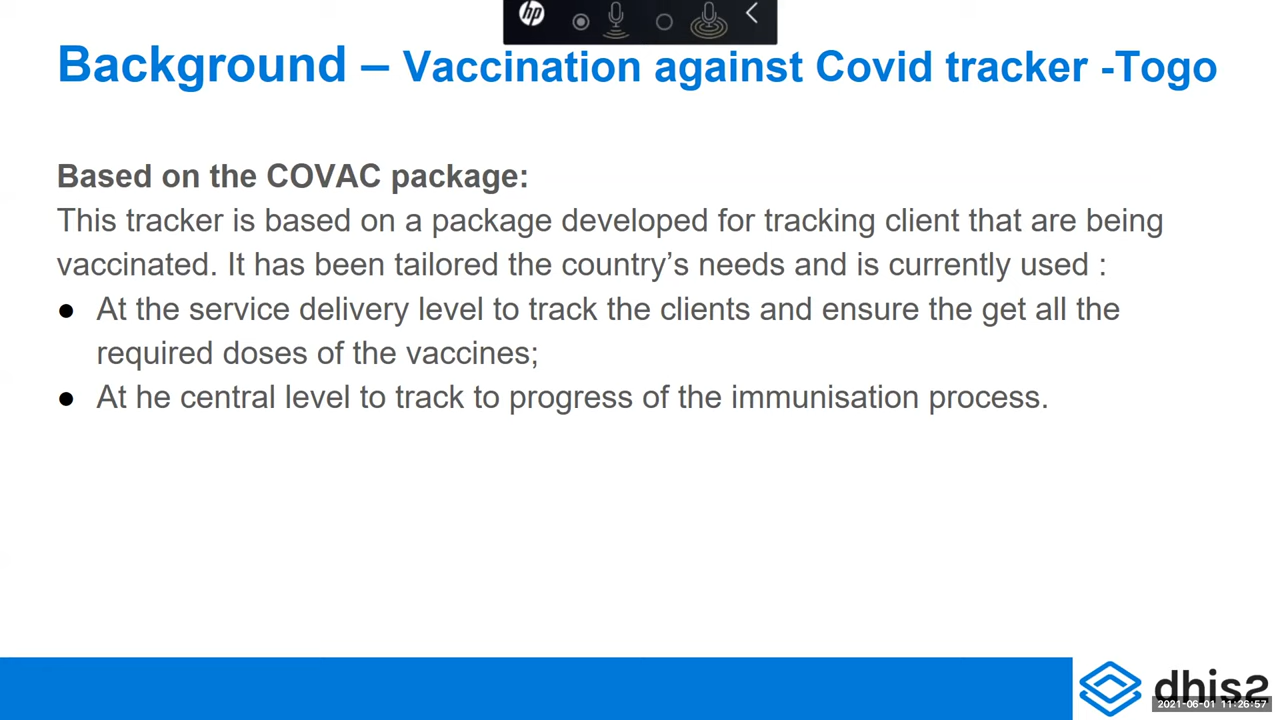 hp
Background – Vaccination against Covid tracker -Togo
Based on the COVAC package:
This tracker is based on a package developed for tracking client that are being
vaccinated. It has been tailored the country’s needs and is currently used :
● At the service delivery level to track the clients and ensure the get all the
required doses of the vaccines;
● At he central level to track to progress of the immunisation process.
dhis2
2021-06-01 11:26:57